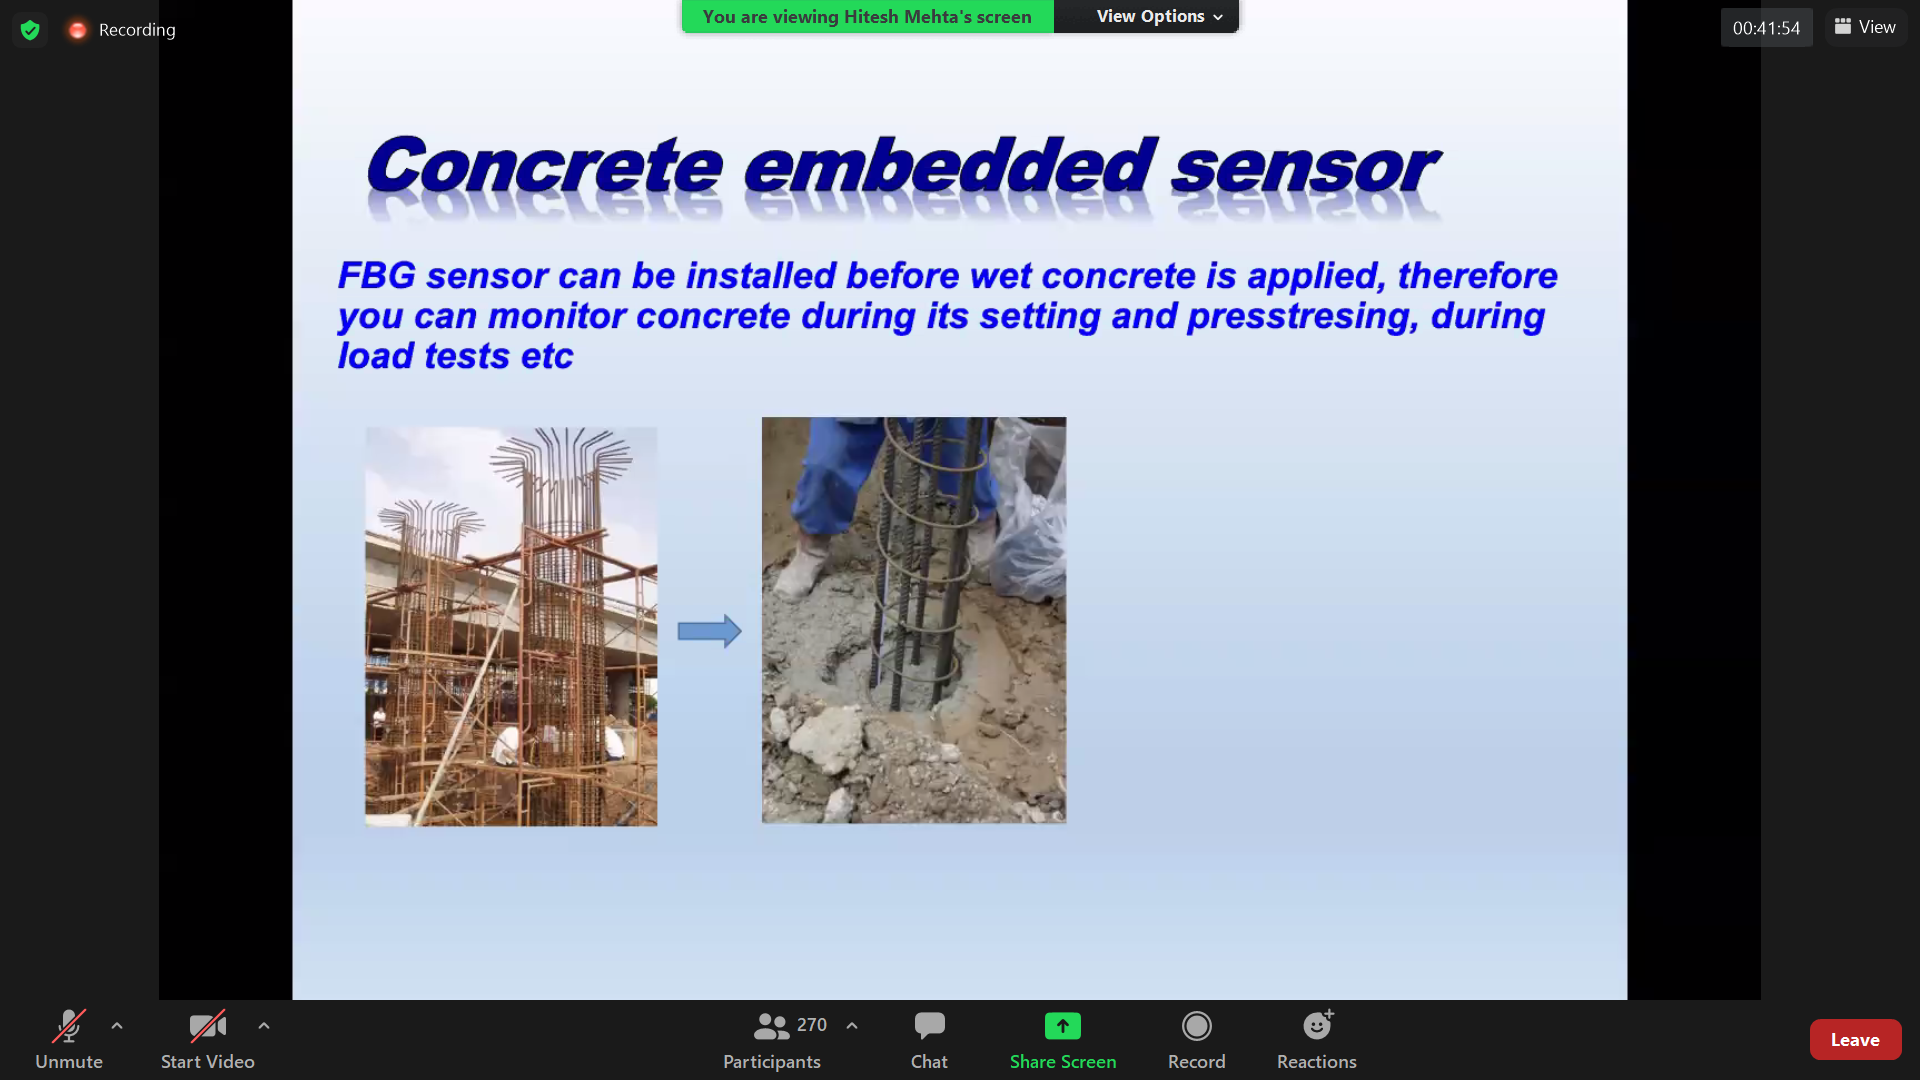 Recording
You are viewing Hitesh Mehta's screen
View Options
00:41:54
View
Concrete embedded sensor
FBG sensor can be installed before wet concrete is applied, therefore
you can monitor concrete during its setting and presstresing, during
load tests etc
Unmute
Start Video
270
Participants
Chat
Share Screen
Record
Reactions
Leave